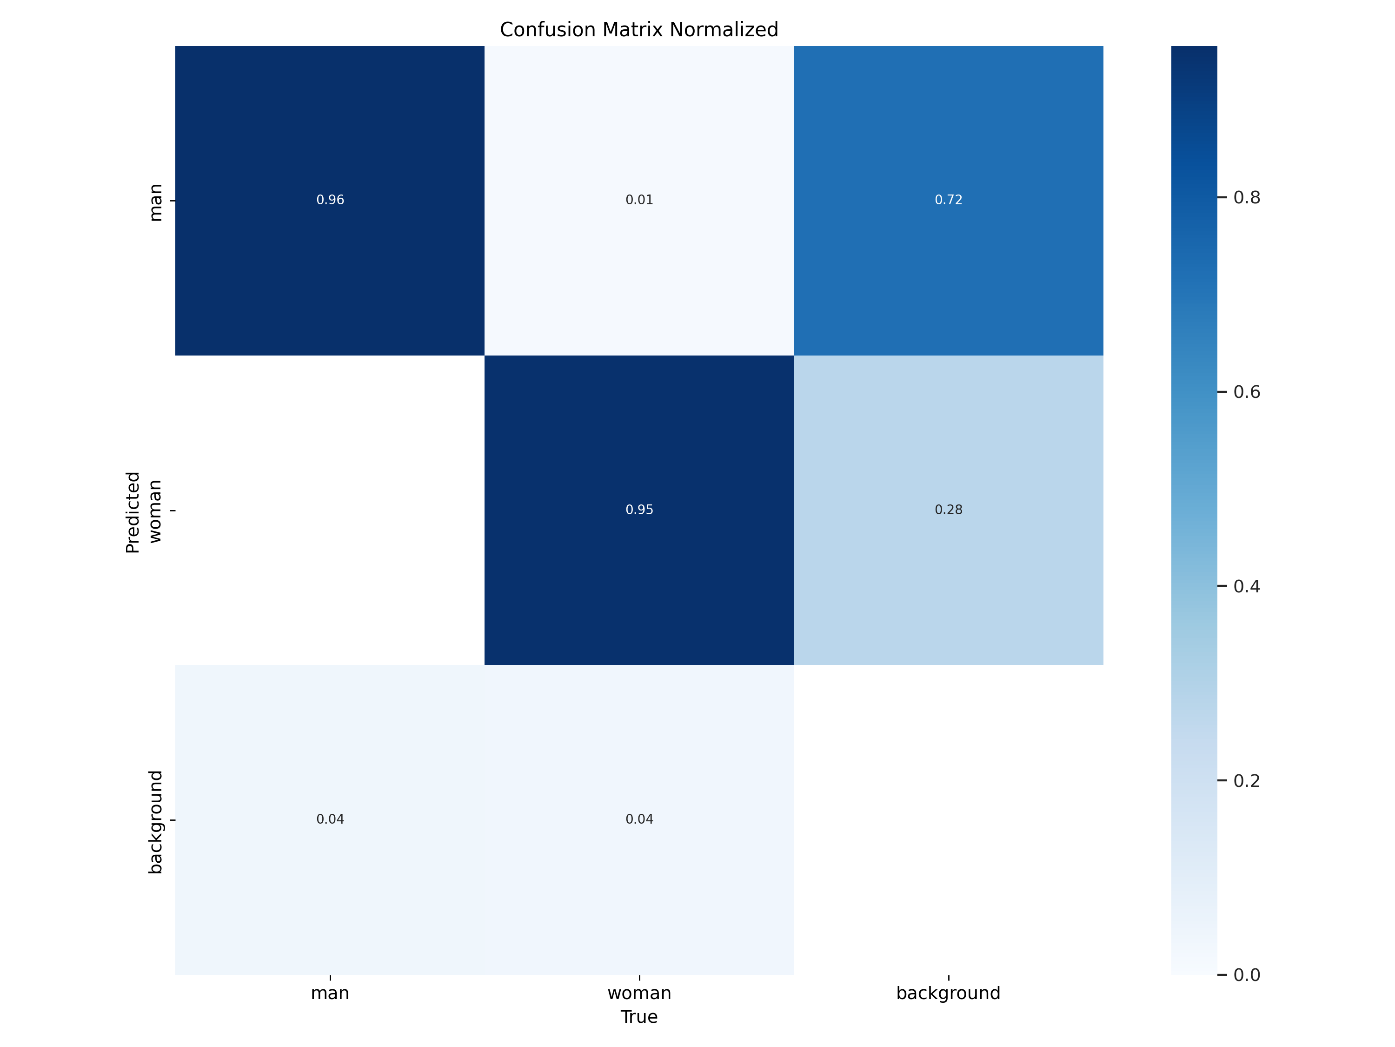 Confusion Matrix Normalized
man
0.96
0.01
0.72
0.8
0.6
Predicted
woman
0.95
0.28
0.4
0.2
background
0.04
0.04
0.0
man
woman
background
True